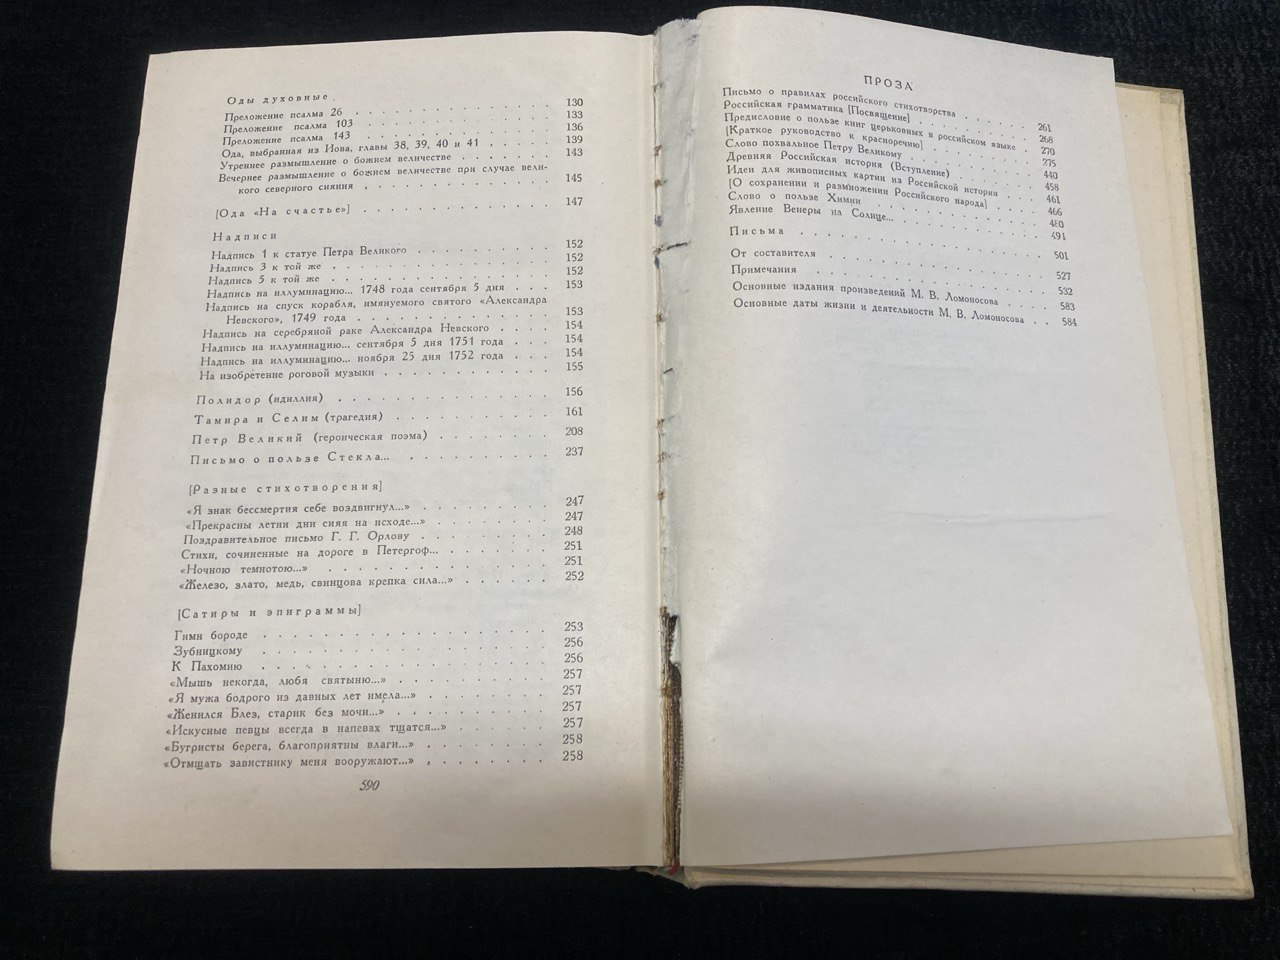 Оды духовные
Преложение псалма 26 130
Преложение псалма 103 133
Преложение псалма 143 136
Ода, выбранная из Иова, главы 38, 39, 40 и 41 139
Утреннее размышление о божием величестве 143
Вечернее размышление о божием величестве при случае вели-
кого северного сияния 145
[Ода «На счастье»] 147
Надписи
Надпись 1 к статуе Петра Великого 152
Надпись 3 к той же 152
Надпись 5 к той же 152
Надпись на иллуминацию... 1748 года сентября 5 дня 153
Надпись на спуск корабля, имянуемого святого «Александра
Невского», 1749 года 153
Надпись на серебряной раке Александра Невского 154
Надпись на иллуминацию... сентября 5 дня 1751 года 154
Надпись на иллуминацию... ноября 25 дня 1752 года 154
На изобретение роговой музыки 155
Полидор (идиллия) 156
Тамира и Селим (трагедия) 161
Петр Великий (героическая поэма) 208
Письмо о пользе Стекла... 237
[Разные стихотворения]
«Я знак бессмертия себе воздвигнул...» 247
«Прекрасны летни дни сияя на исходе...» 247
Поздравительное письмо Г. Г. Орлову 248
Стихи, сочиненные на дороге в Петергоф... 251
«Ночною темнотою...» 251
«Железо, злато, медь, свинцова крепка сила...» 252
[Сатиры и эпиграммы]
Гимн бороде 253
Зубницкому 256
К Пахомию 256
«Мышь некогда, любя святыню...» 257
«Я мужа бодрого из давных лет имела...» 257
«Женился Блез, старик без мочи...» 257
«Искусные певцы всегда в напевах тщатся...» 257
«Бугристы берега, благоприятны влаги...» 258
«Отмщать завистнику меня вооружают...» 258
590
ПРОЗА
Письмо о правилах российского стихотворства 261
Российская грамматика [Посвящение] 268
Предисловие о пользе книг церьковных в российском языке 270
[Краткое руководство к красноречию] 275
Слово похвальное Петру Великому 440
Древняя Российская история (Вступление) 458
Идеи для живописных картин из Российской истории 461
[О сохранении и размножении Российского народа] 466
Слово о пользе Химии 480
Явление Венеры на Солнце... 491
Письма 501
От составителя 527
Примечания 532
Основные издания произведений М. В. Ломоносова 583
Основные даты жизни и деятельности М. В. Ломоносова 584